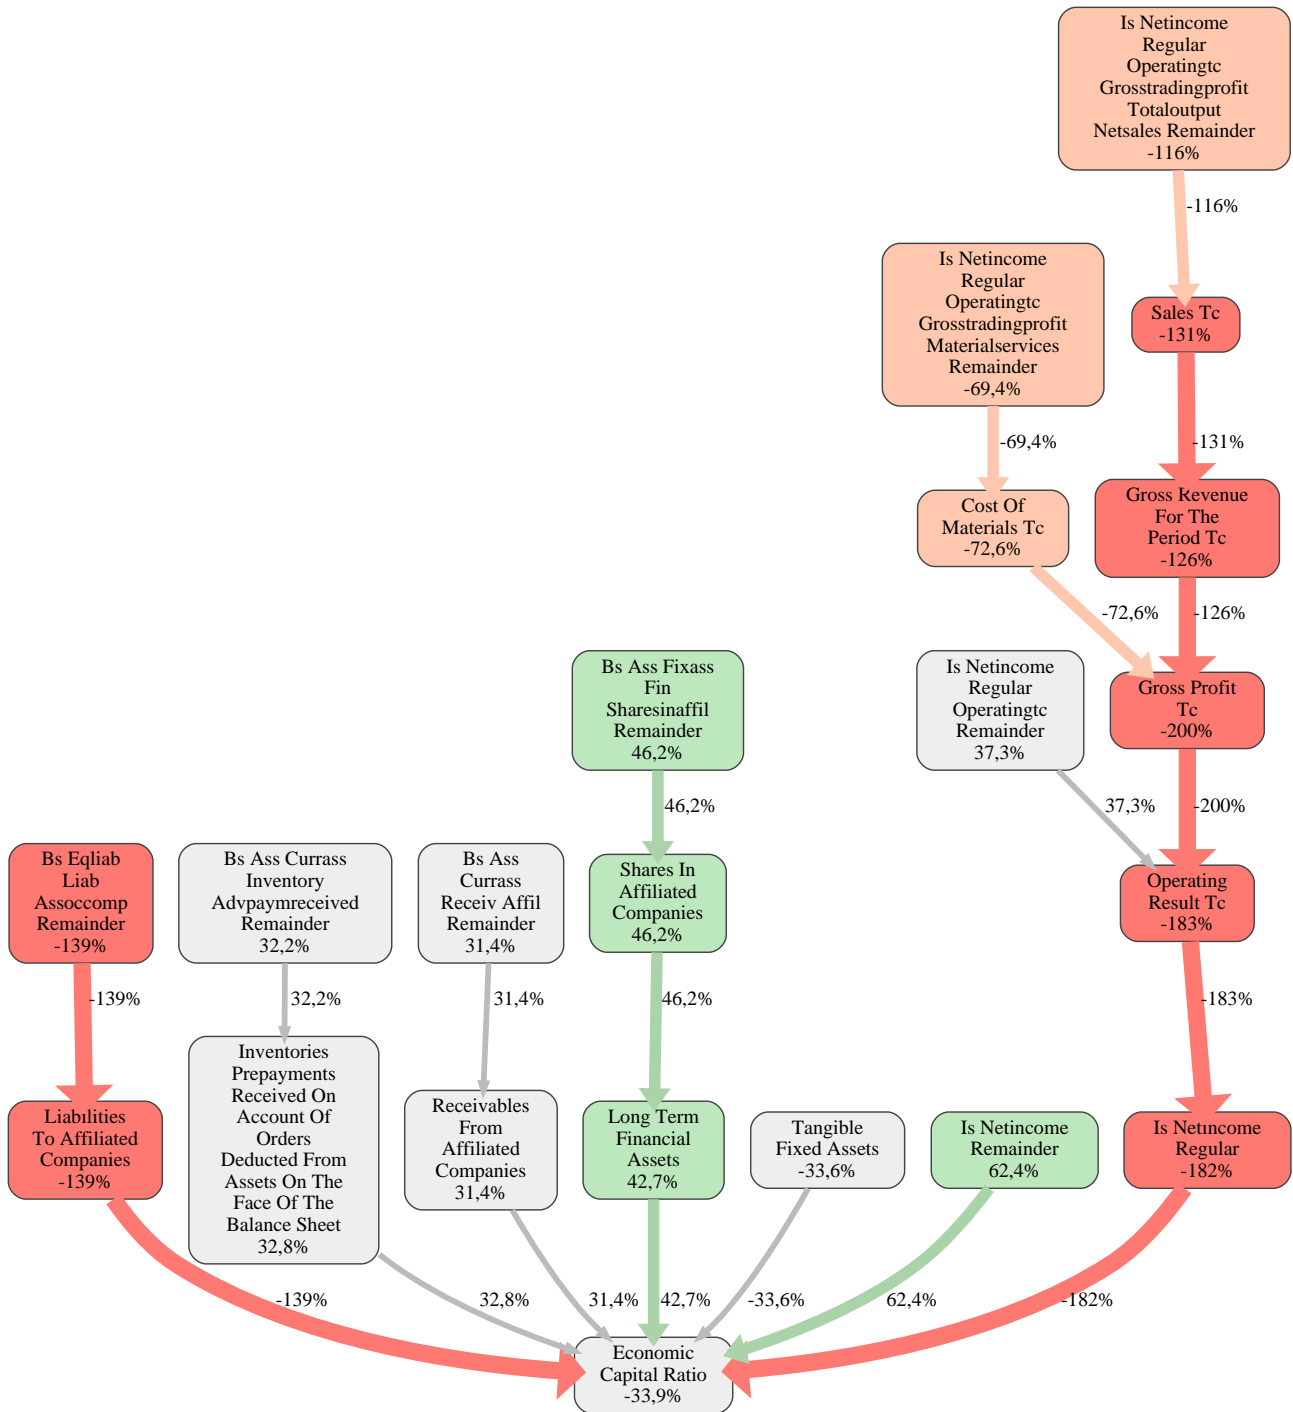 Is Netincome
Regular
Operatingtc
Grosstradingprofit
Totaloutput
Netsales Remainder
-116%
-116%
Is Netincome
Regular
Operatingtc
Grosstradingprofit
Materialservices
Remainder
-69,4%
Sales Tc
-131%
-69,4%
-131%
Cost Of
Materials Tc
-72,6%
Gross Revenue
For The
Period Tc
-126%
-72,6%
-126%
Bs Ass Fixass
Fin
Sharesinaffil
Remainder
46,2%
Is Netincome
Regular
Operatingtc
Remainder
37,3%
Gross Profit
Tc
-200%
46,2%
37,3%
-200%
Bs Eqliab
Liab
Assoccomp
Remainder
-139%
Bs Ass Currass
Inventory
Advpaymreceived
Remainder
32,2%
Bs Ass
Currass
Receiv Affil
Remainder
31,4%
Shares In
Affiliated
Companies
46,2%
Operating
Result Tc
-183%
-139%
32,2%
31,4%
46,2%
-183%
Liabilities
To Affiliated
Companies
-139%
Inventories
Prepayments
Received On
Account Of
Orders
Deducted From
Assets On The
Face Of The
Balance Sheet
32,8%
Receivables
From
Affiliated
Companies
31,4%
Long Term
Financial
Assets
42,7%
Tangible
Fixed Assets
-33,6%
Is Netincome
Remainder
62,4%
Is Netincome
Regular
-182%
-139%
32,8%
31,4%
42,7%
-33,6%
62,4%
-182%
Economic
Capital Ratio
-33,9%